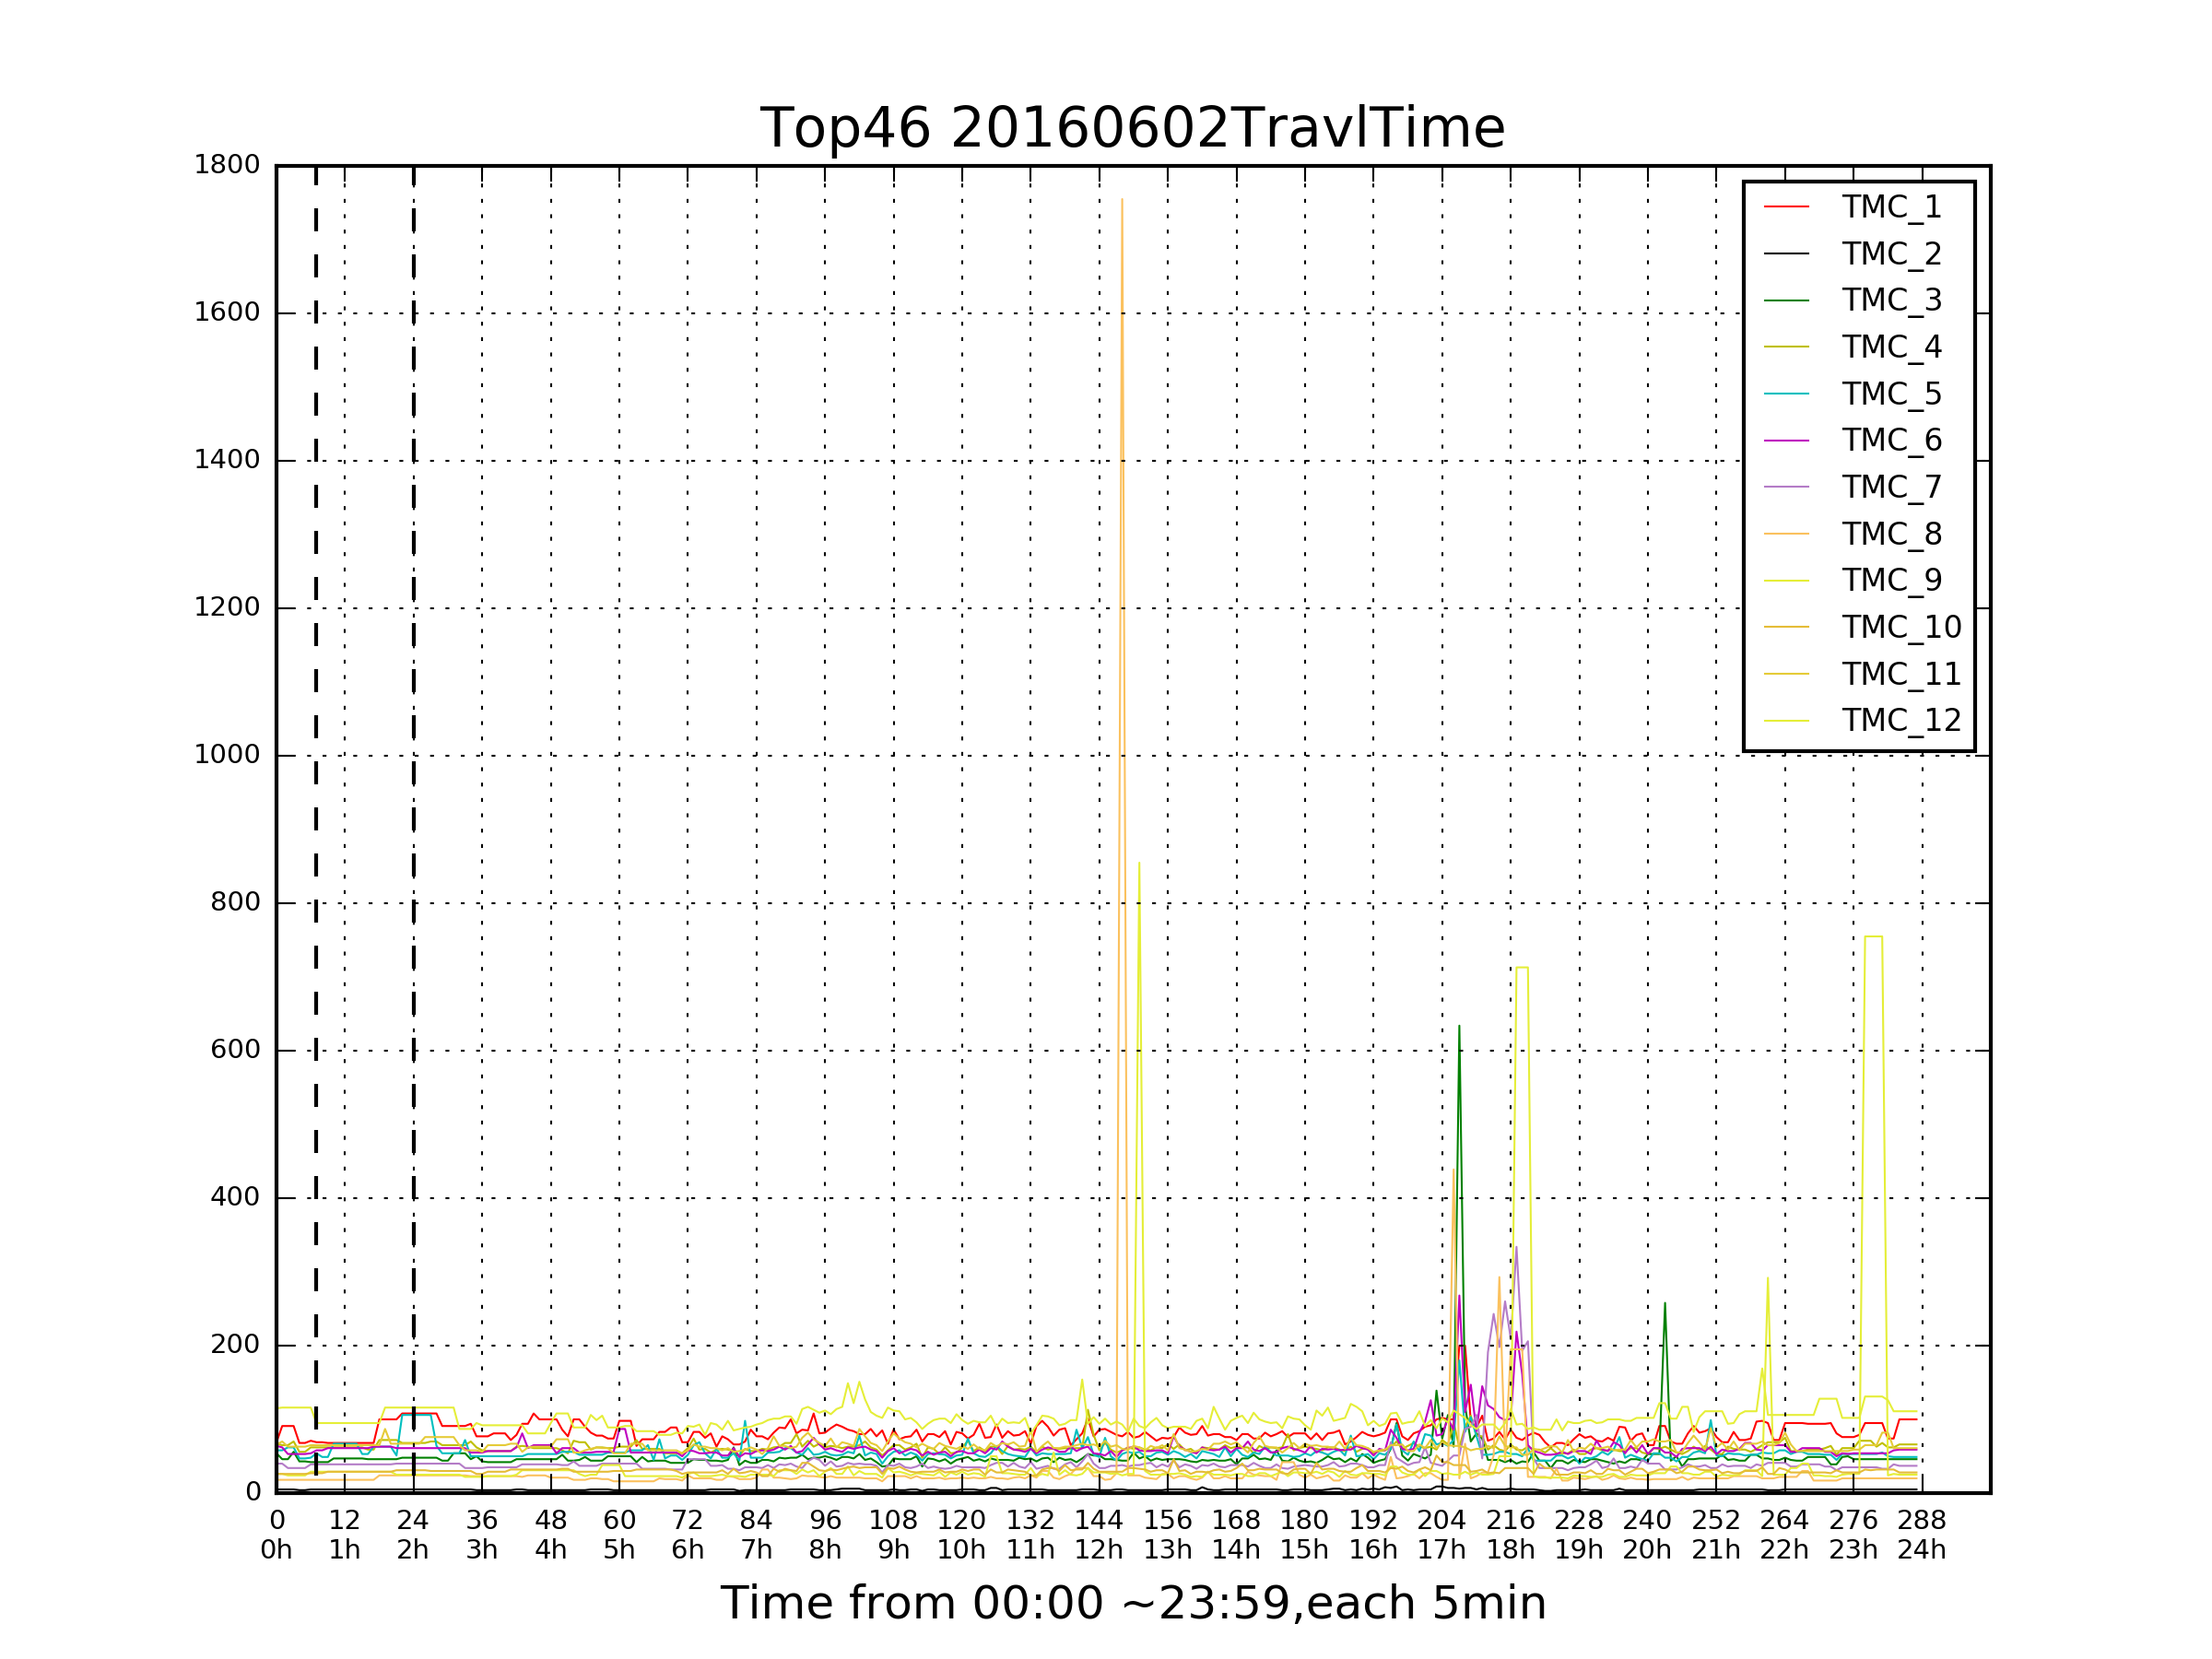 Top46 20160602TravlTime
1800
1600
1400
1200
1000
800
600
400
200
0
TMC_1
TMC_2
TMC_3
TMC_4
TMC_5
TMC_6
TMC_7
TMC_8
TMC_9
TMC_10
TMC_11
TMC_12
0 12 24 36 48 60 72 84 96 108 120 132 144 156 168 180 192 204 216 228 240 252 264 276 288
0h 1h 2h 3h 4h 5h 6h 7h 8h 9h 10h 11h 12h 13h 14h 15h 16h 17h 18h 19h 20h 21h 22h 23h 24h
Time from 00:00 ~23:59,each 5min